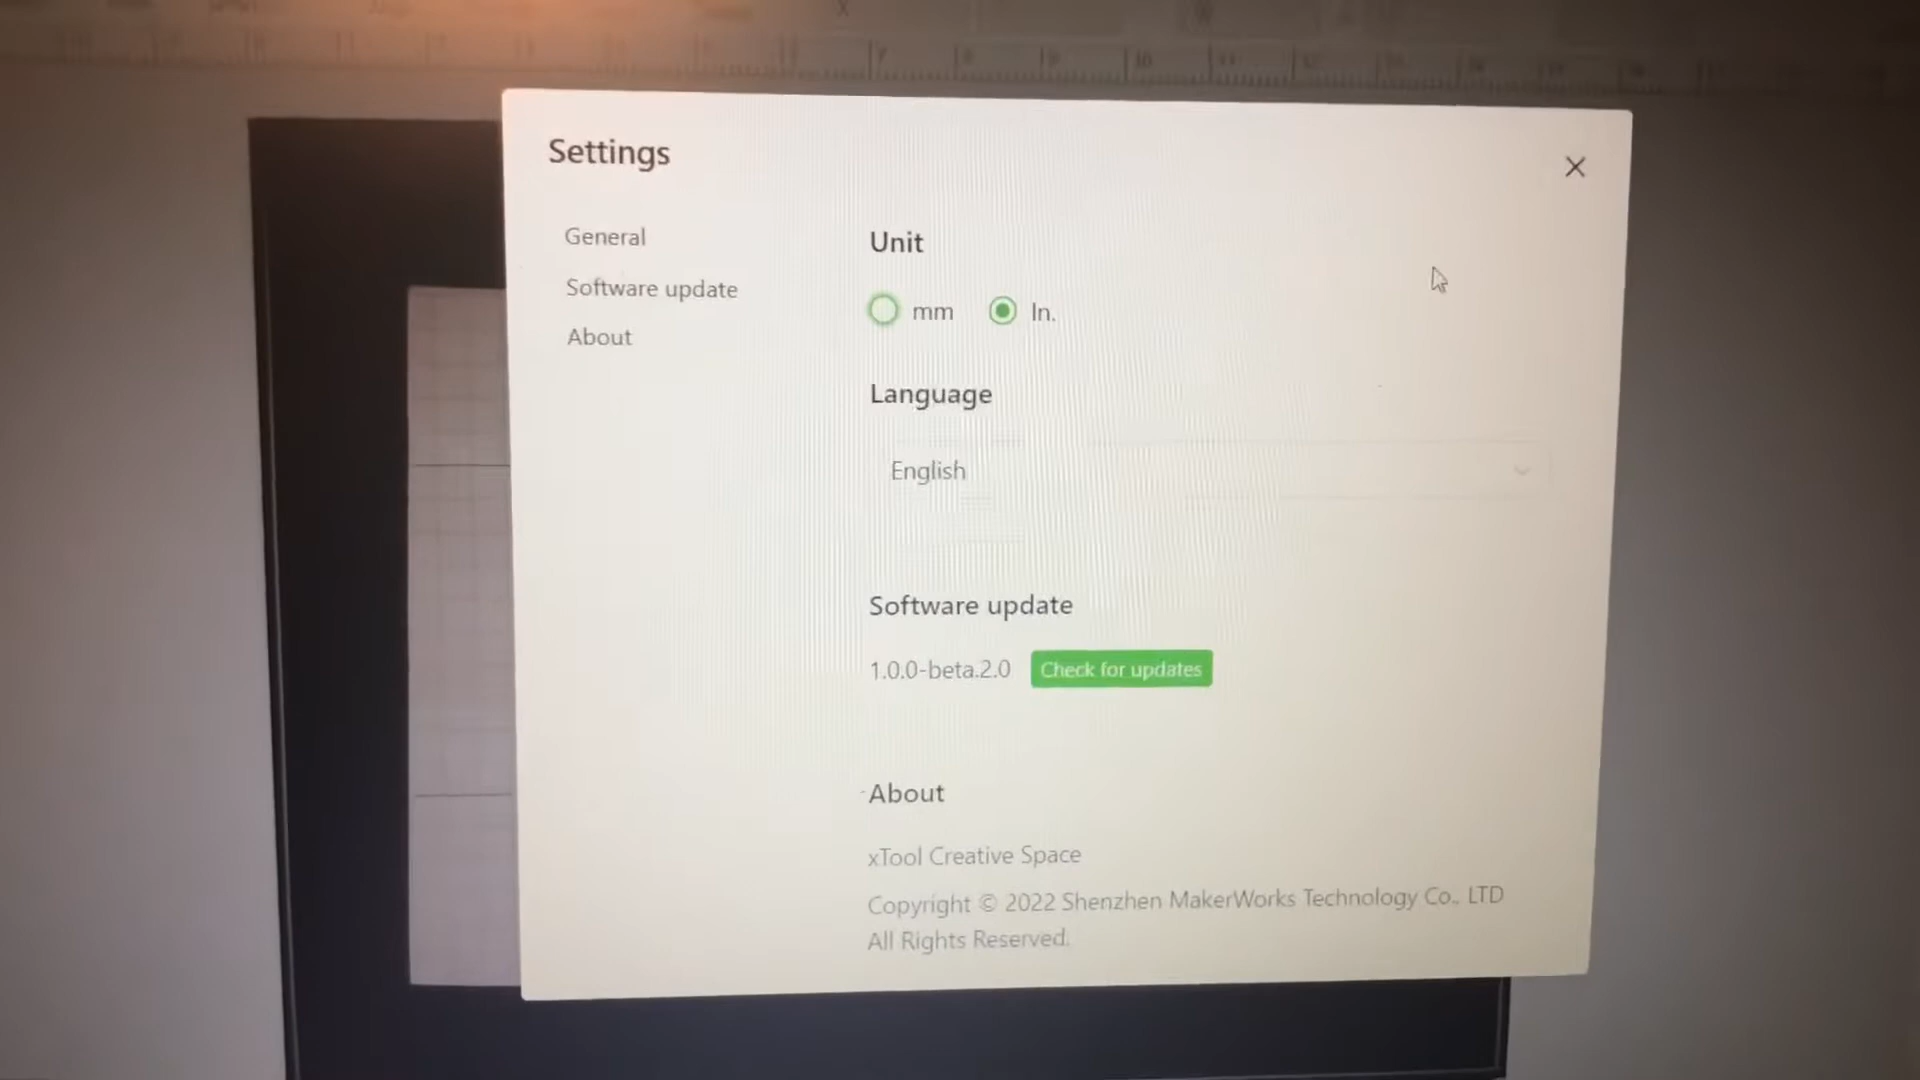 Settings
General
Software update
About
Unit
mm
In.
Language
English
Software update
1.0.0-beta.2.0
Check for updates
About
xTool Creative Space
Copyright © 2022 Shenzhen MakerWorks Technology Co., LTD
All Rights Reserved.